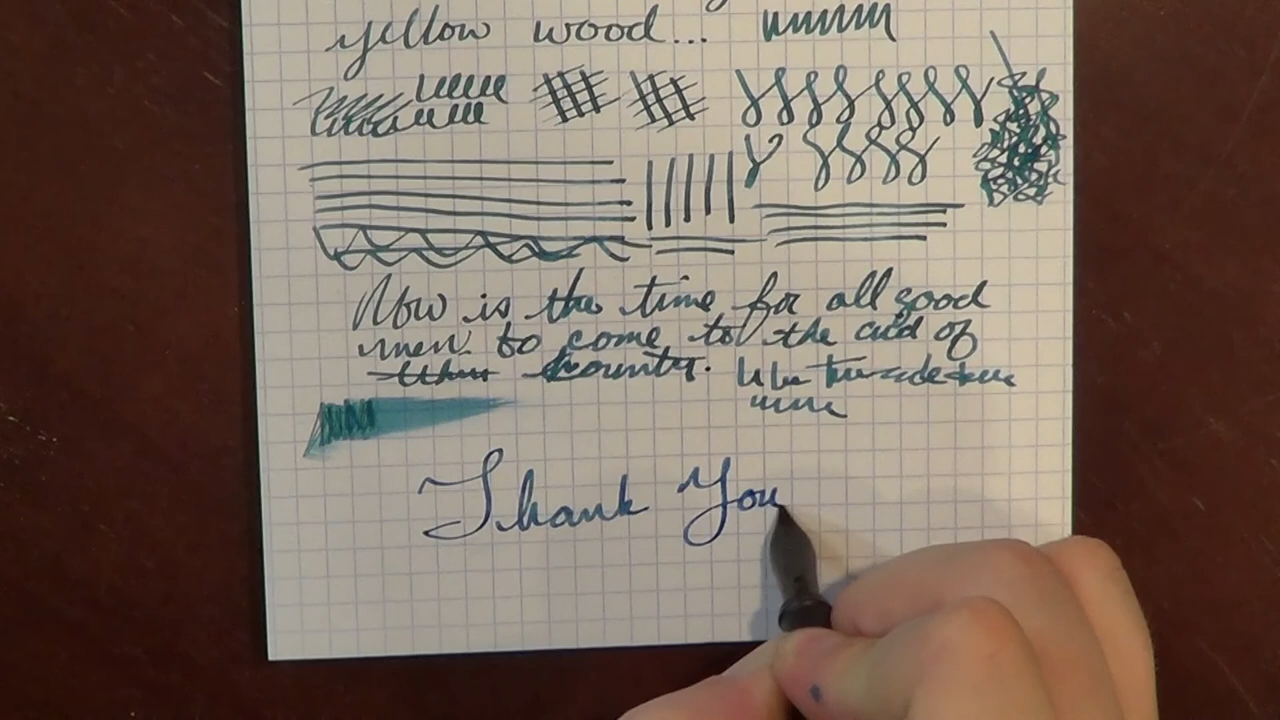 yellow wood...
Now is the time for all good
men to come to the aid of
their country.
Thank You